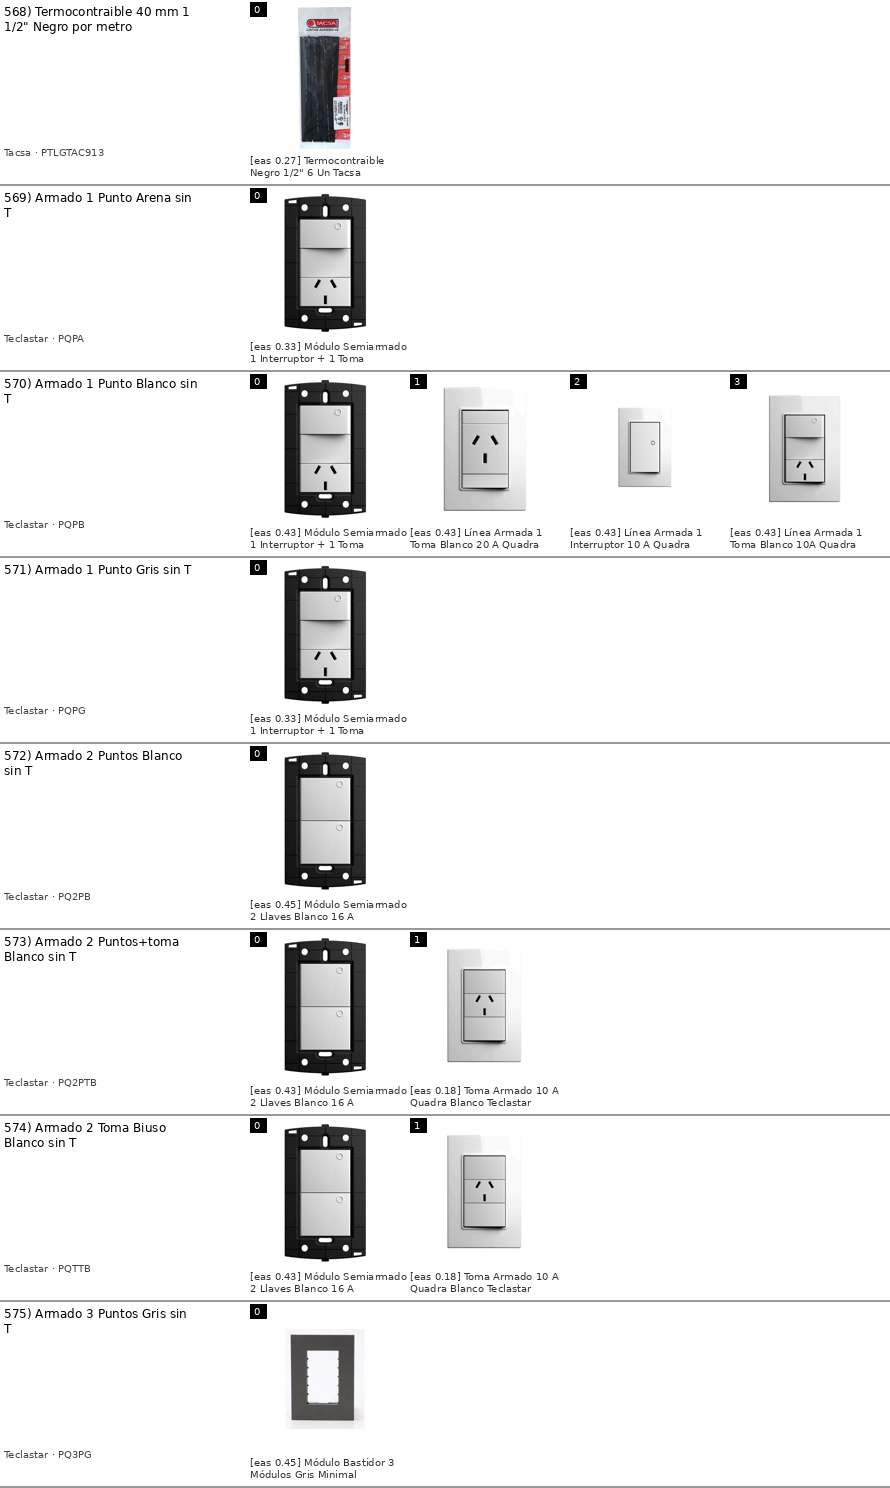 568) Termocontraible 40 mm 1
1/2" Negro por metro
0
TACSA
Tacsa · PTLGTAC913
[eas 0.27] Termocontraible
Negro 1/2" 6 Un Tacsa
569) Armado 1 Punto Arena sin
T
0
Teclastar · PQPA
[eas 0.33] Módulo Semiarmado
1 Interruptor + 1 Toma
570) Armado 1 Punto Blanco sin
T
0
1
2
3
Teclastar · PQPB
[eas 0.43] Módulo Semiarmado
1 Interruptor + 1 Toma
[eas 0.43] Línea Armada 1
Toma Blanco 20 A Quadra
[eas 0.43] Línea Armada 1
Interruptor 10 A Quadra
[eas 0.43] Línea Armada 1
Toma Blanco 10A Quadra
571) Armado 1 Punto Gris sin T
0
Teclastar · PQPG
[eas 0.33] Módulo Semiarmado
1 Interruptor + 1 Toma
572) Armado 2 Puntos Blanco
sin T
0
Teclastar · PQ2PB
[eas 0.45] Módulo Semiarmado
2 Llaves Blanco 16 A
573) Armado 2 Puntos+toma
Blanco sin T
0
1
Teclastar · PQ2PTB
[eas 0.43] Módulo Semiarmado
2 Llaves Blanco 16 A
[eas 0.18] Toma Armado 10 A
Quadra Blanco Teclastar
574) Armado 2 Toma Biuso
Blanco sin T
0
1
Teclastar · PQTTB
[eas 0.43] Módulo Semiarmado
2 Llaves Blanco 16 A
[eas 0.18] Toma Armado 10 A
Quadra Blanco Teclastar
575) Armado 3 Puntos Gris sin
T
0
Teclastar · PQ3PG
[eas 0.45] Módulo Bastidor 3
Módulos Gris Minimal